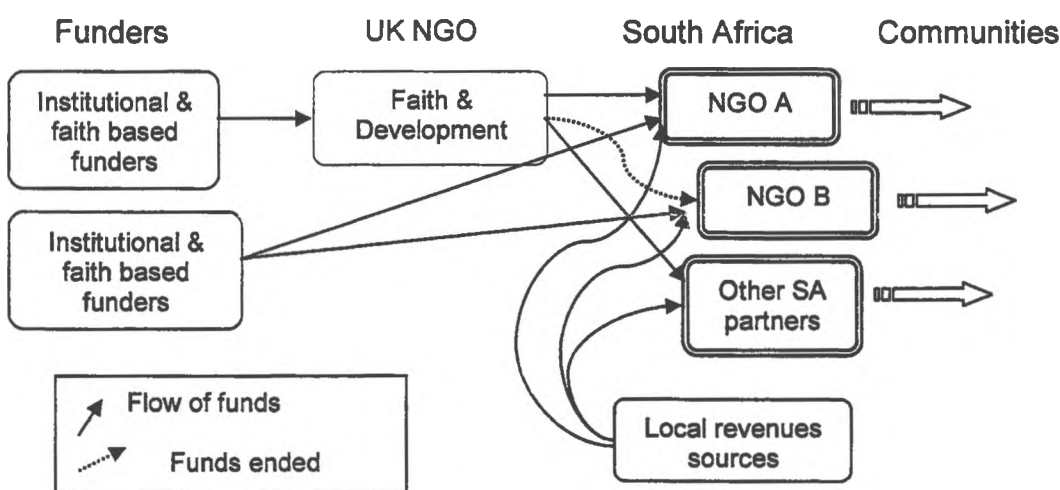 Funders
UK NGO
South Africa
Communities
Institutional &
faith based
funders
Faith &
Development
NGO A
NGO B
Institutional &
faith based
funders
Other SA
partners
Flow of funds
Funds ended
Local revenues
sources